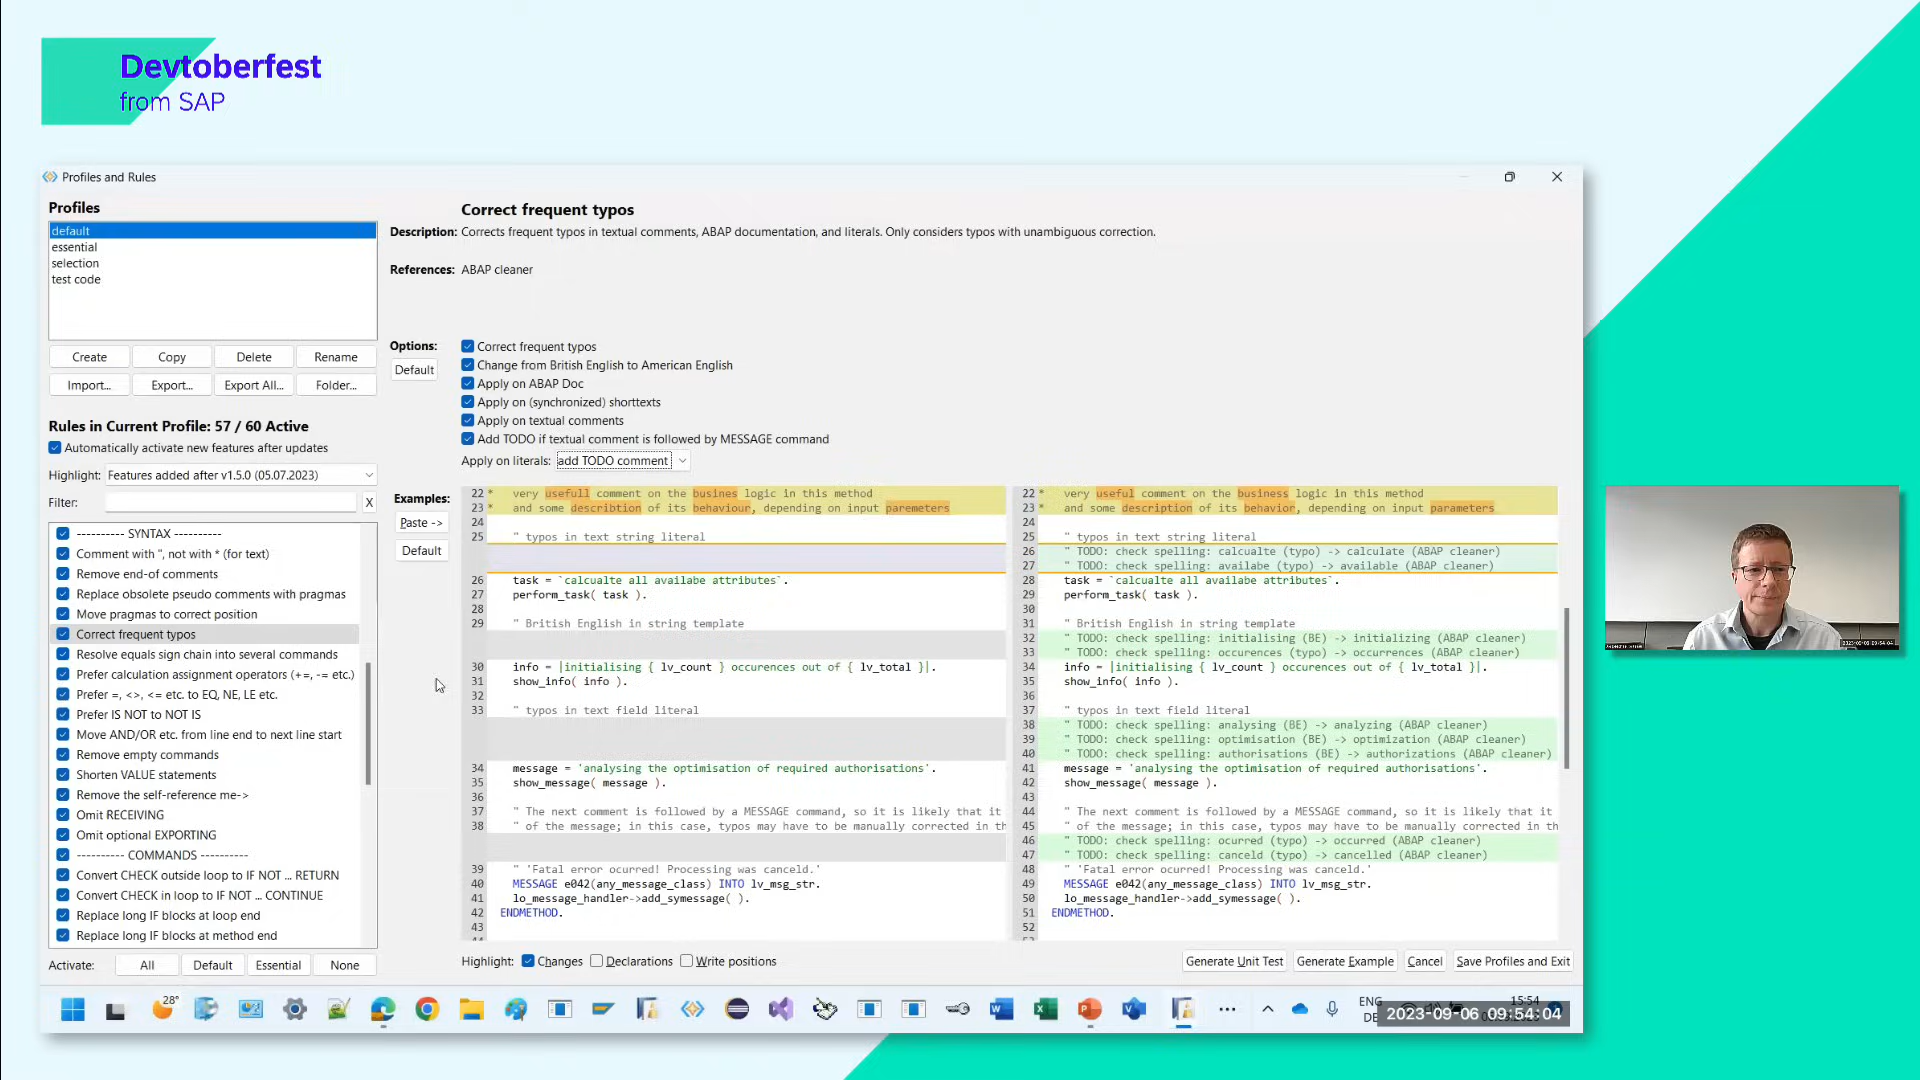 Devtoberfest
from SAP
Profiles and Rules
Profiles
default
essential
selection
test code
Create Copy Delete Rename
Import... Export... Export All... Folder...
Rules in Current Profile: 57 / 60 Active
Automatically activate new features after updates
Highlight: Features added after v1.5.0 (05.07.2023)
Filter: X
---------- SYNTAX ----------
Comment with ", not with * (for text)
Remove end-of comments
Replace obsolete pseudo comments with pragmas
Move pragmas to correct position
Correct frequent typos
Resolve equals sign chain into several commands
Prefer calculation assignment operators (+=, -= etc.)
Prefer =, <>, <= etc. to EQ, NE, LE etc.
Prefer IS NOT to NOT IS
Move AND/OR etc. from line end to next line start
Remove empty commands
Shorten VALUE statements
Remove the self-reference me->
Omit RECEIVING
Omit optional EXPORTING
---------- COMMANDS ----------
Convert CHECK outside loop to IF NOT ... RETURN
Convert CHECK in loop to IF NOT ... CONTINUE
Replace long IF blocks at loop end
Replace long IF blocks at method end
Activate: All Default Essential None
Correct frequent typos
Description: Corrects frequent typos in textual comments, ABAP documentation, and literals. Only considers typos with unambiguous correction.
References: ABAP cleaner
Options:
Default
Correct frequent typos
Change from British English to American English
Apply on ABAP Doc
Apply on (synchronized) shorttexts
Apply on textual comments
Add TODO if textual comment is followed by MESSAGE command
Apply on literals: add TODO comment
Examples:
Paste ->
Default
22 * very usefull comment on the busines logic in this method
23 * and some describtion of its behaviour, depending on input paremeters
24
25 " typos in text string literal
26 task = `calcualte all availabe attributes`.
27 perform_task( task ).
28
29 " British English in string template
30 info = |initialising { lv_count } occurences out of { lv_total }|.
31 show_info( info ).
32
33 " typos in text field literal
34 message = 'analysing the optimisation of required authorisations'.
35 show_message( message ).
36
37 " The next comment is followed by a MESSAGE command, so it is likely that it
38 " of the message; in this case, typos may have to be manually corrected in th
39 " 'Fatal error ocurred! Processing was canceld.'
40 MESSAGE e042(any_message_class) INTO lv_msg_str.
41 lo_message_handler->add_symessage( ).
42 ENDMETHOD.
43
22 * very useful comment on the business logic in this method
23 * and some description of its behavior, depending on input parameters
24
25 " typos in text string literal
26 " TODO: check spelling: calcualte (typo) -> calculate (ABAP cleaner)
27 " TODO: check spelling: availabe (typo) -> available (ABAP cleaner)
28 task = `calcualte all availabe attributes`.
29 perform_task( task ).
30
31 " British English in string template
32 " TODO: check spelling: initialising (BE) -> initializing (ABAP cleaner)
33 " TODO: check spelling: occurences (typo) -> occurrences (ABAP cleaner)
34 info = |initialising { lv_count } occurences out of { lv_total }|.
35 show_info( info ).
36
37 " typos in text field literal
38 " TODO: check spelling: analysing (BE) -> analyzing (ABAP cleaner)
39 " TODO: check spelling: optimisation (BE) -> optimization (ABAP cleaner)
40 " TODO: check spelling: authorisations (BE) -> authorizations (ABAP cleaner)
41 message = 'analysing the optimisation of required authorisations'.
42 show_message( message ).
43
44 " The next comment is followed by a MESSAGE command, so it is likely that it
45 " of the message; in this case, typos may have to be manually corrected in th
46 " TODO: check spelling: ocurred (typo) -> occurred (ABAP cleaner)
47 " TODO: check spelling: canceld (typo) -> cancelled (ABAP cleaner)
48 " 'Fatal error ocurred! Processing was canceld.'
49 MESSAGE e042(any_message_class) INTO lv_msg_str.
50 lo_message_handler->add_symessage( ).
51 ENDMETHOD.
52
Highlight: Changes Declarations Write positions
Generate Unit Test Generate Example Cancel Save Profiles and Exit
28°
ENG
DE
15:54
2023-09-06 09:54:04